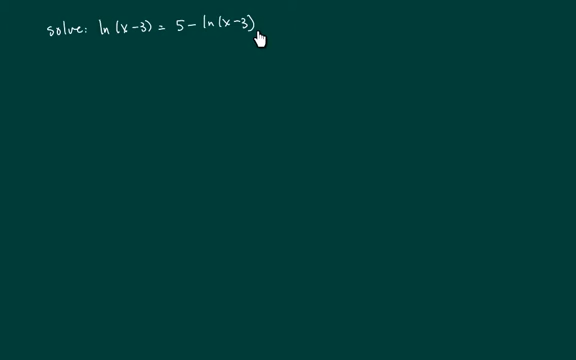 solve: ln(x-3) = 5 - ln(x-3)